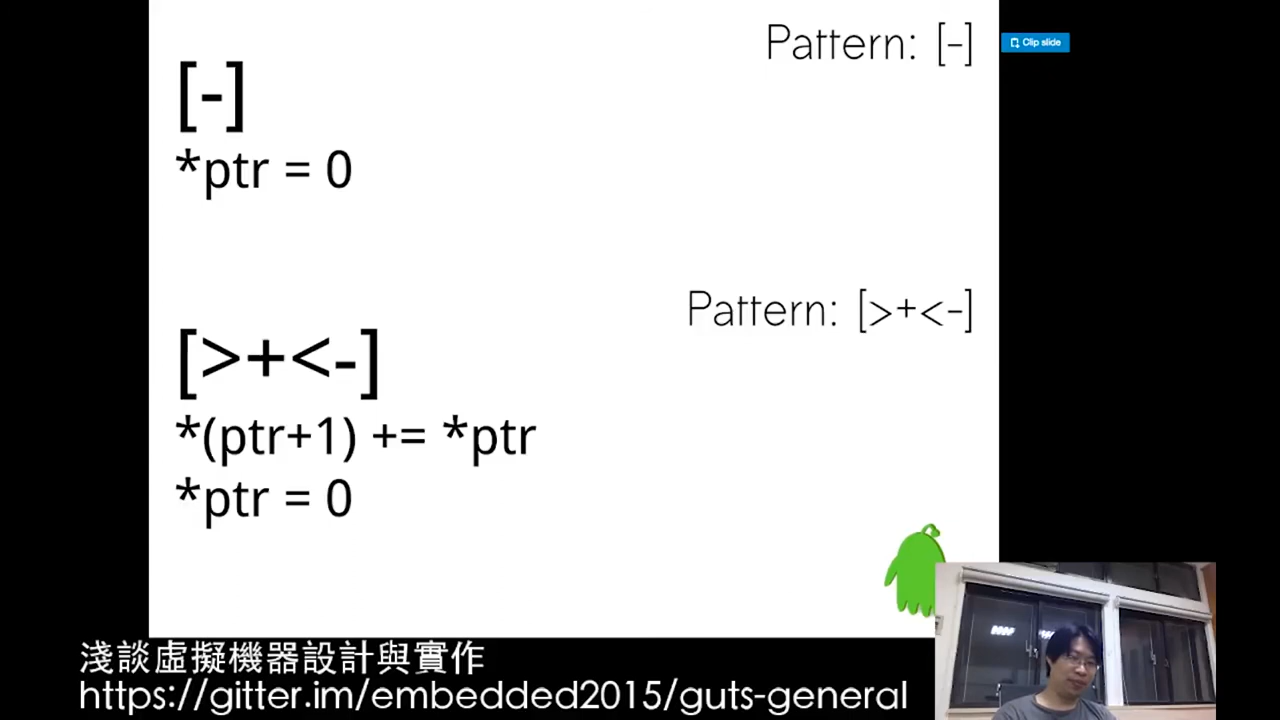 Pattern: [-]
Clip slide
[-]
*ptr = 0
Pattern: [>+<-]
[>+<-]
*(ptr+1) += *ptr
*ptr = 0
淺談虛擬機器設計與實作
https://gitter.im/embedded2015/guts-general